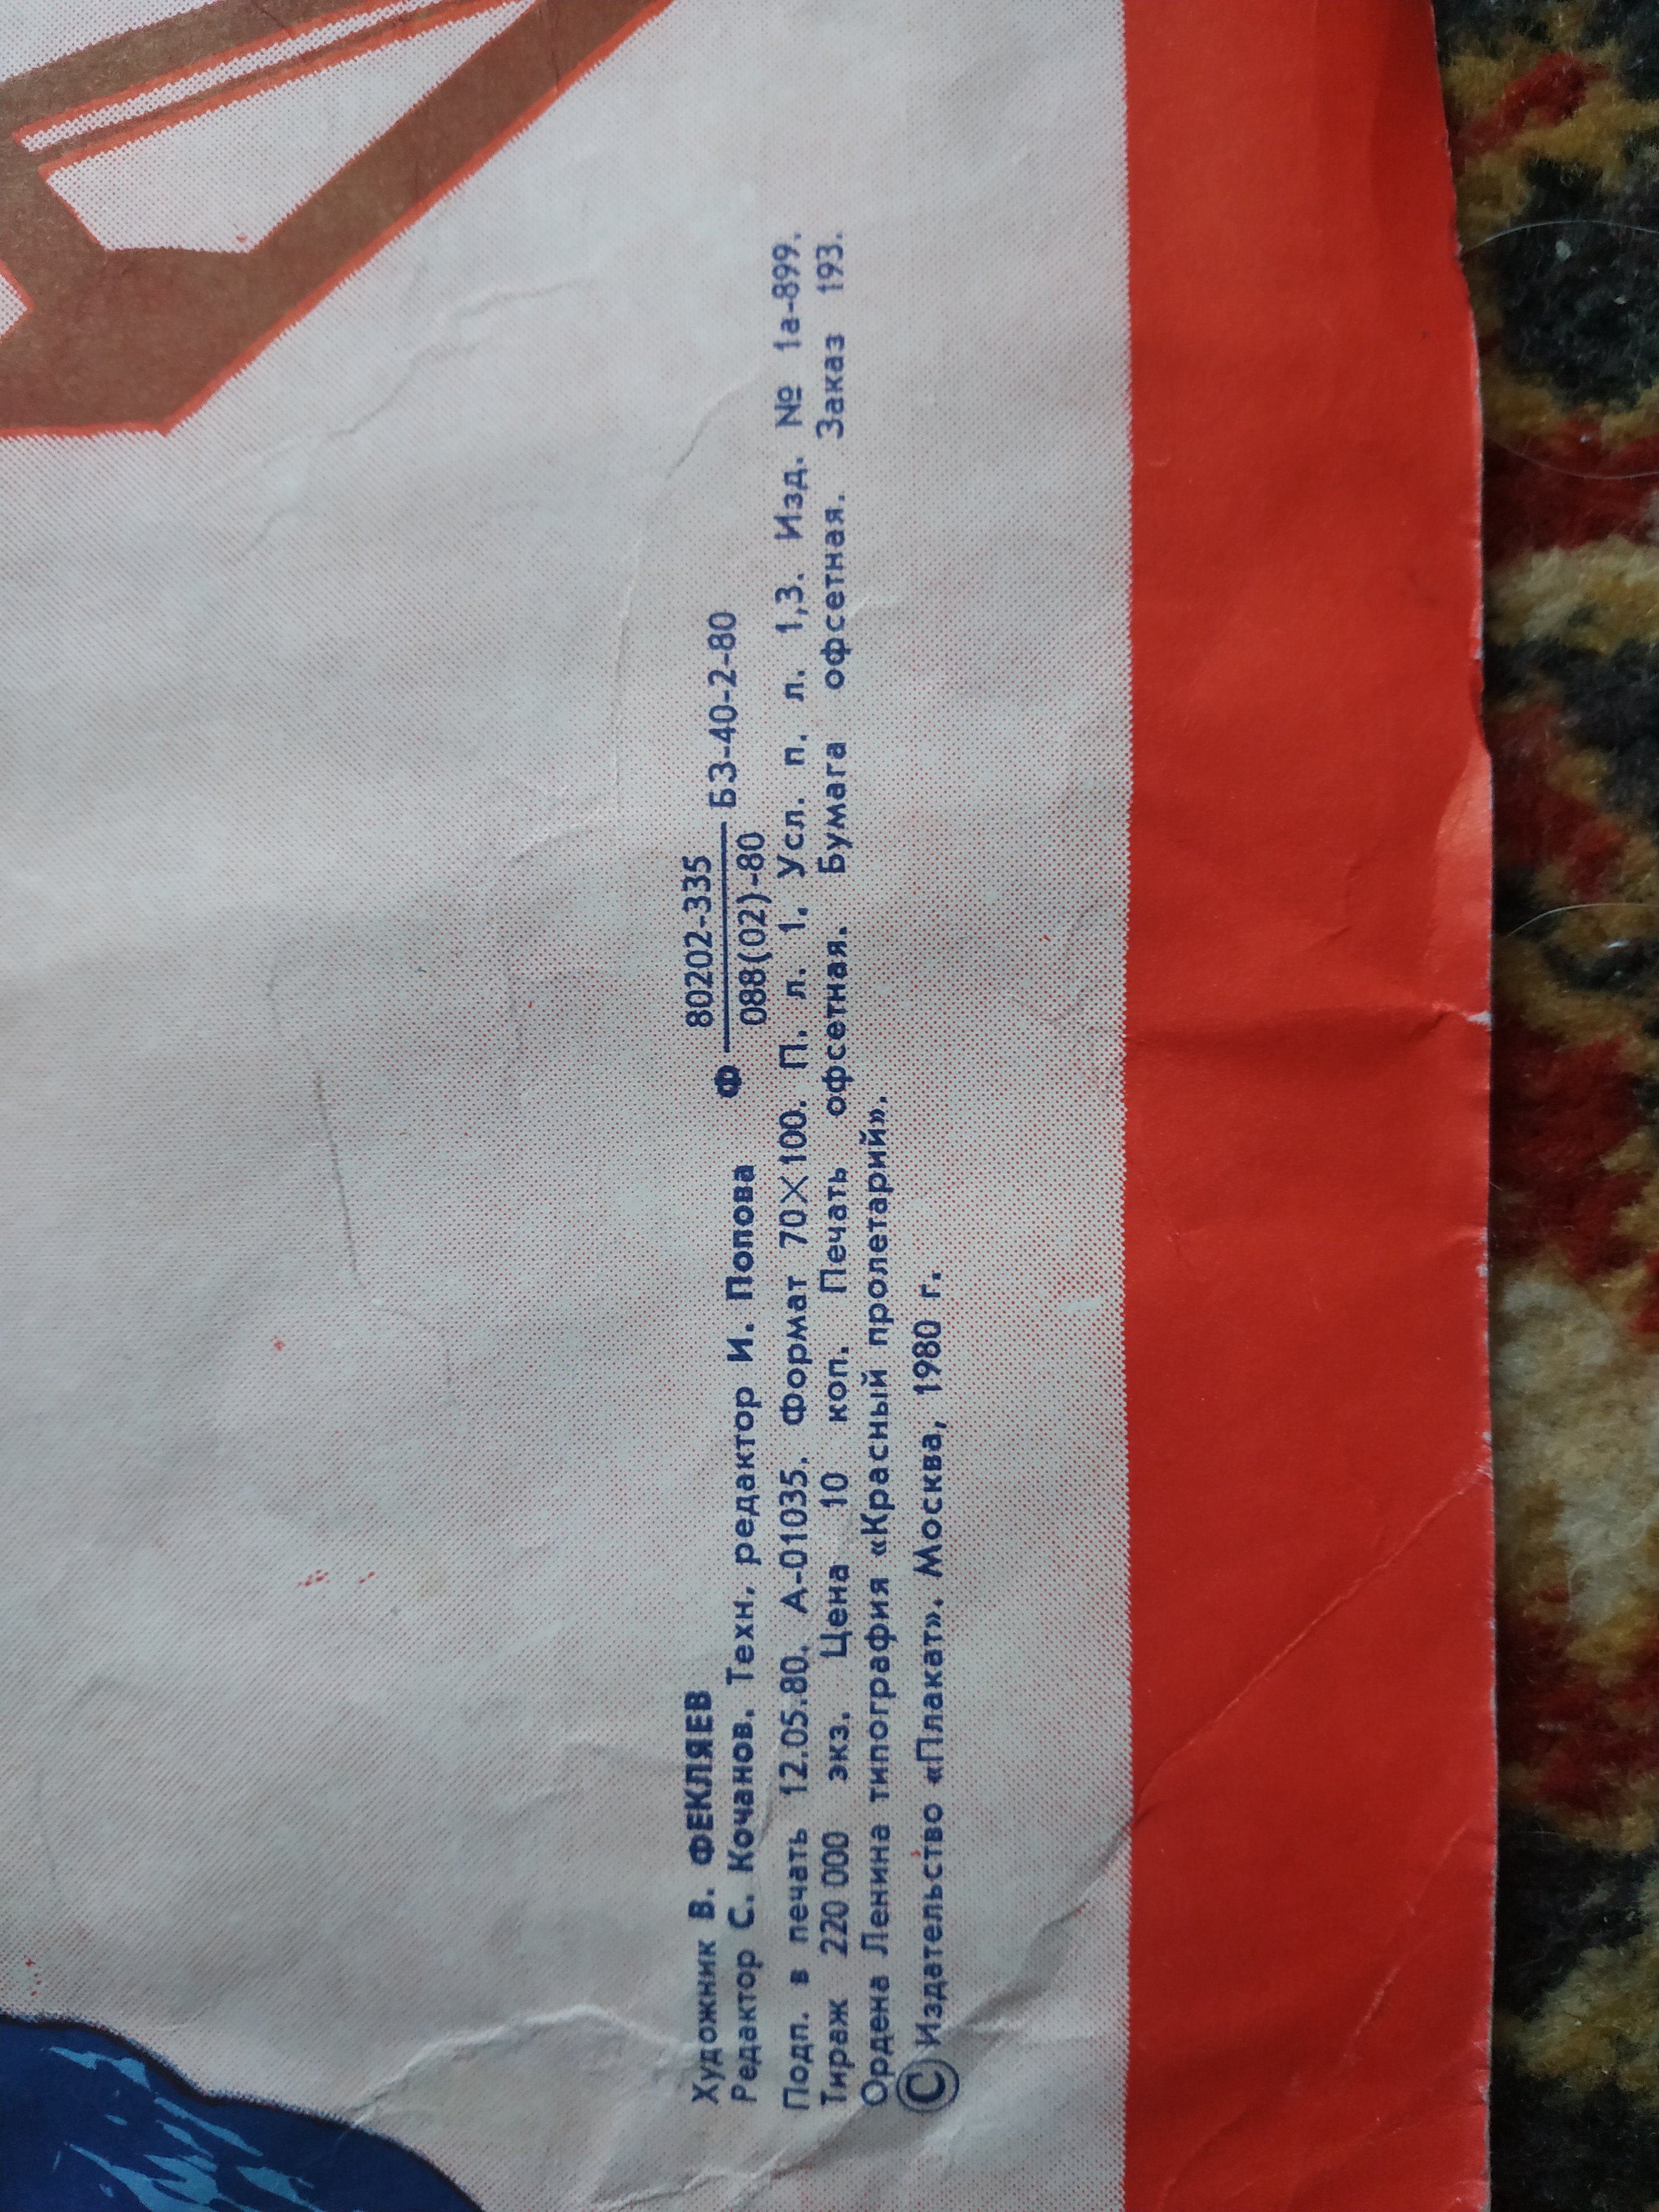 Художник В. ФЕКЛЯЕВ
Редактор С. Кочанов. Техн. редактор И. Попова Ф 80202-335 / 088(02)-80 БЗ-40-2-80
Подп. в печать 12.05.80. А-01035. Формат 70×100. П. л. 1. Усл. п. л. 1,3. Изд. № 1а-899.
Тираж 220 000 экз. Цена 10 коп. Печать офсетная. Бумага офсетная. Заказ 193.
Ордена Ленина типография «Красный пролетарий».
© Издательство «Плакат». Москва, 1980 г.